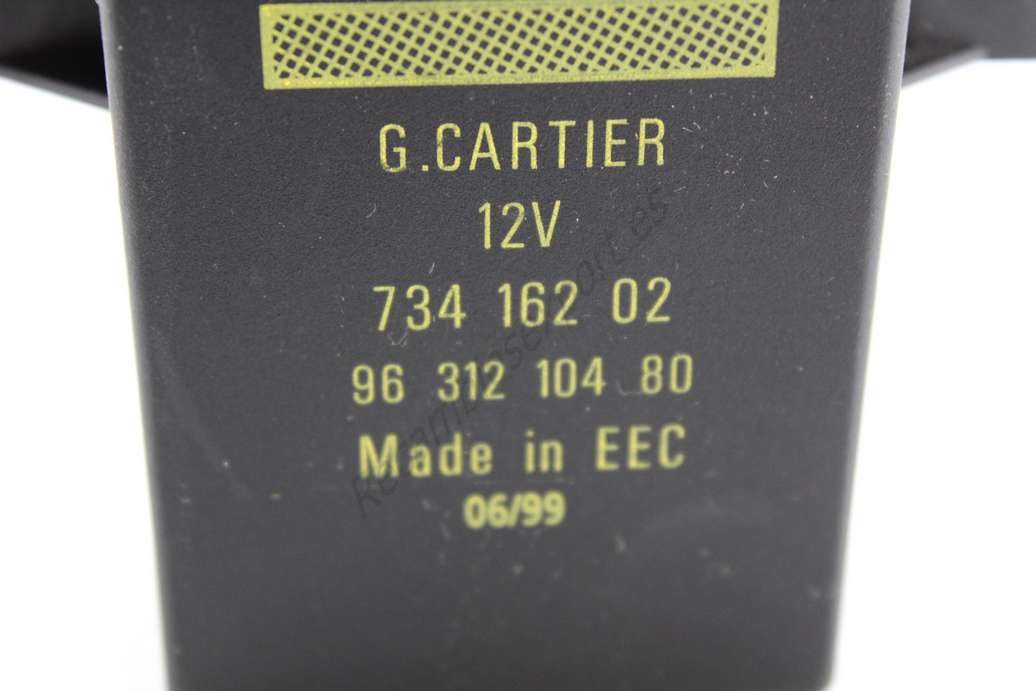 G.CARTIER
12V
734 162 02
96 312 104 80
Made in EEC
06/99